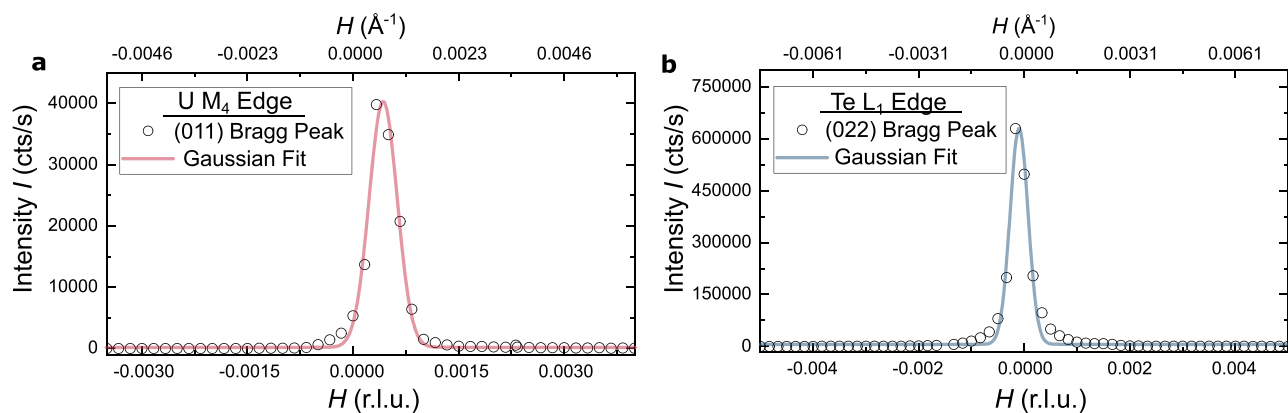 H (Å⁻¹)
-0.0046 -0.0023 0.0000 0.0023 0.0046
a
U M₄ Edge
(011) Bragg Peak
Gaussian Fit
Intensity I (cts/s)
40000
30000
20000
10000
0
-0.0030 -0.0015 0.0000 0.0015 0.0030
H (r.l.u.)
H (Å⁻¹)
-0.0061 -0.0031 0.0000 0.0031 0.0061
b
Te L₁ Edge
(022) Bragg Peak
Gaussian Fit
Intensity I (cts/s)
750000
600000
450000
300000
150000
0
-0.004 -0.002 0.000 0.002 0.004
H (r.l.u.)